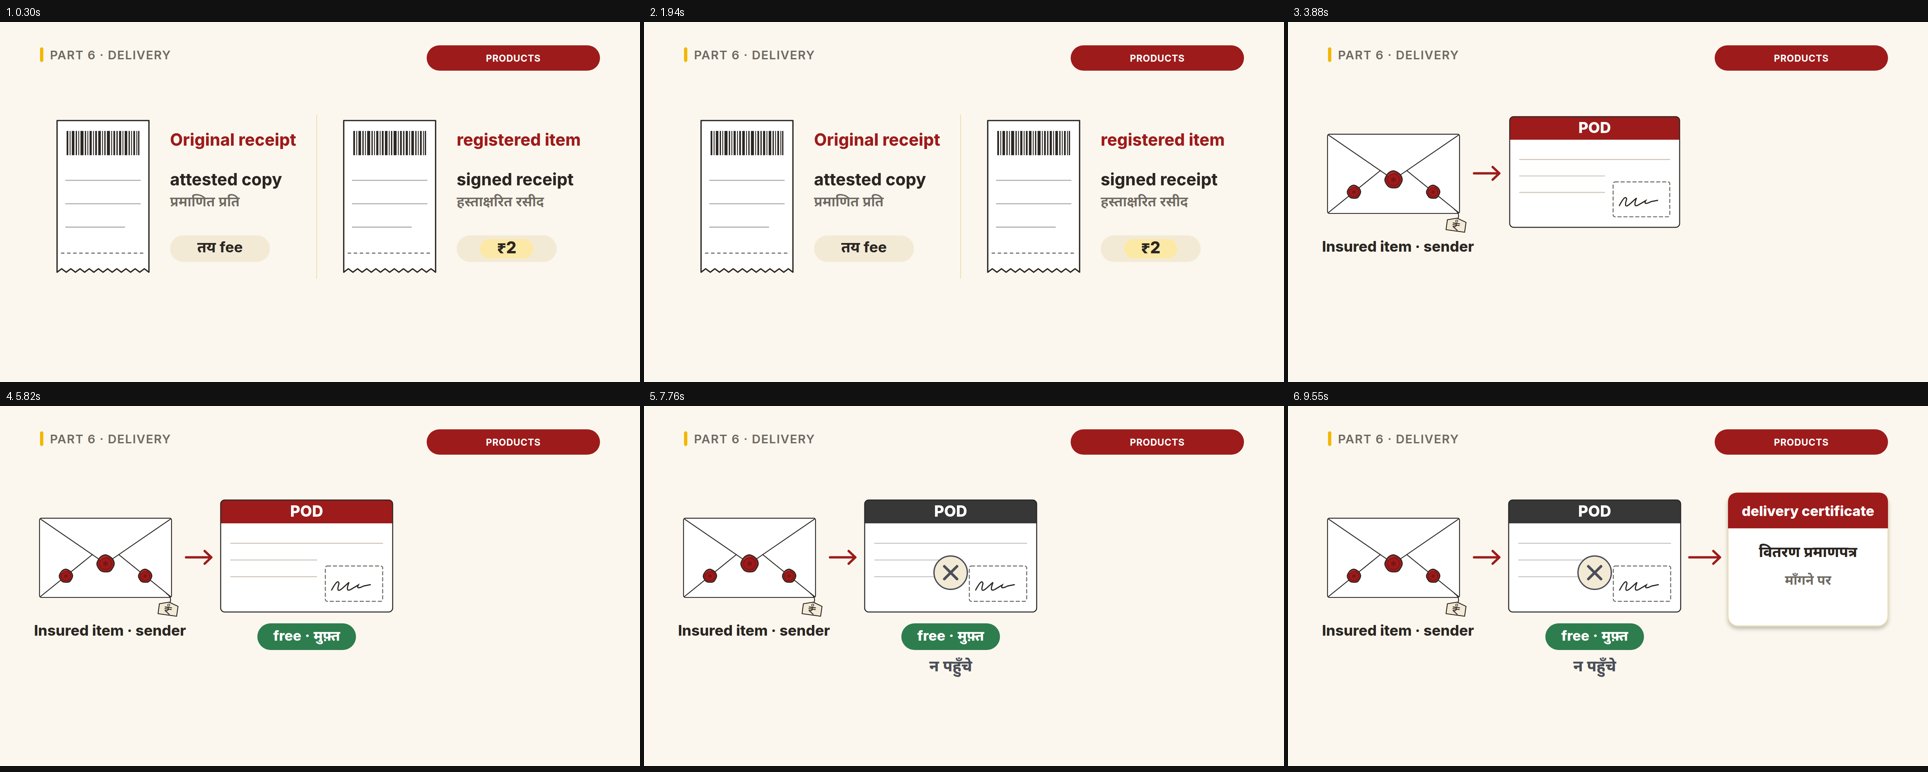 1. 0.30s
PART 6 · DELIVERY
PRODUCTS
Original receipt
attested copy
प्रमाणित प्रति
तय fee
registered item
signed receipt
हस्ताक्षरित रसीद
₹2
2. 1.94s
PART 6 · DELIVERY
PRODUCTS
Original receipt
attested copy
प्रमाणित प्रति
तय fee
registered item
signed receipt
हस्ताक्षरित रसीद
₹2
3. 3.88s
PART 6 · DELIVERY
PRODUCTS
POD
₹
Insured item · sender
4. 5.82s
PART 6 · DELIVERY
PRODUCTS
POD
₹
Insured item · sender
free · मुफ़्त
5. 7.76s
PART 6 · DELIVERY
PRODUCTS
POD
₹
Insured item · sender
free · मुफ़्त
न पहुँचे
6. 9.55s
PART 6 · DELIVERY
PRODUCTS
POD
₹
Insured item · sender
free · मुफ़्त
न पहुँचे
delivery certificate
वितरण प्रमाणपत्र
माँगने पर